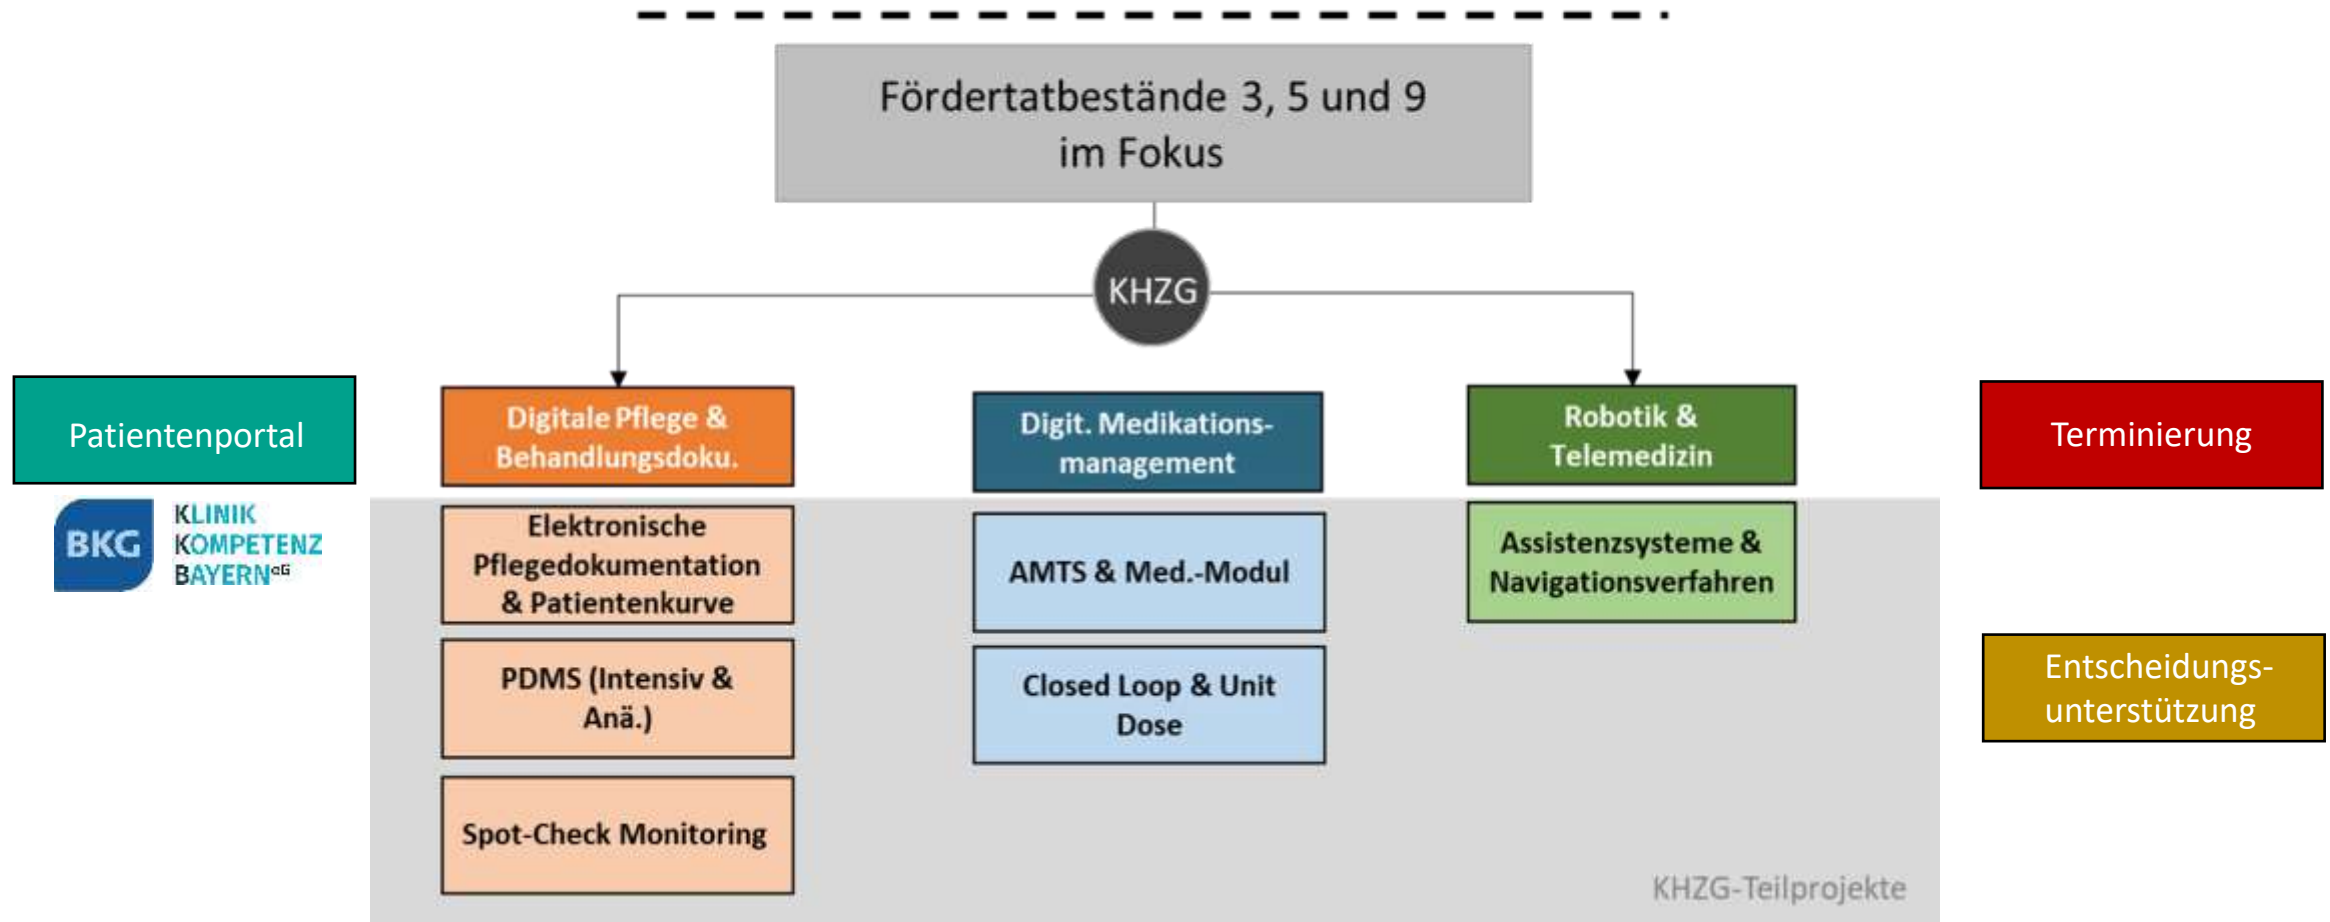 Fördertatbestände 3, 5 und 9
im Fokus
KHZG
Patientenportal
BKG
KLINIK
KOMPETENZ
BAYERN eG
Digitale Pflege &
Behandlungsdoku.
Elektronische
Pflegedokumentation
& Patientenkurve
PDMS (Intensiv &
Anä.)
Spot-Check Monitoring
Digit. Medikations-
management
AMTS & Med.-Modul
Closed Loop & Unit
Dose
Robotik &
Telemedizin
Assistenzsysteme &
Navigationsverfahren
Terminierung
Entscheidungs-
unterstützung
KHZG-Teilprojekte